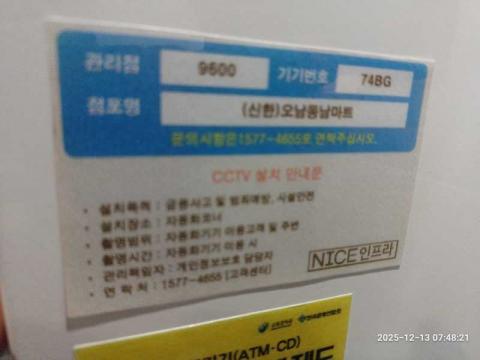 관리점 9600 기기번호 74BG
점포명 (신한)오남동남마트
문의사항은1577-4655로 연락주십시오.
CCTV 설치 안내문
• 설치목적 : 금융사고 및 범죄예방, 시설안전
• 설치장소 : 자동화코너
• 촬영범위 : 자동화기기 이용고객 및 주변
• 촬영시간 : 자동화기기 이용 시
• 관리책임자 : 개인정보보호 담당자
• 연 락 처 : 1577-4655 [고객센터]
NICE인프라
(ATM-CD)
2025-12-13 07:48:21